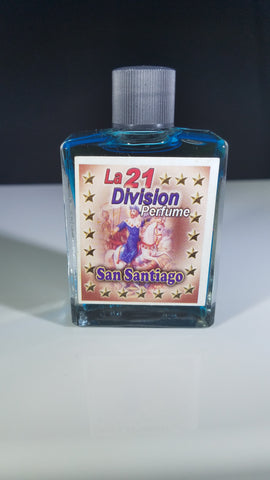 La 21
Division
Perfume
San Santiago